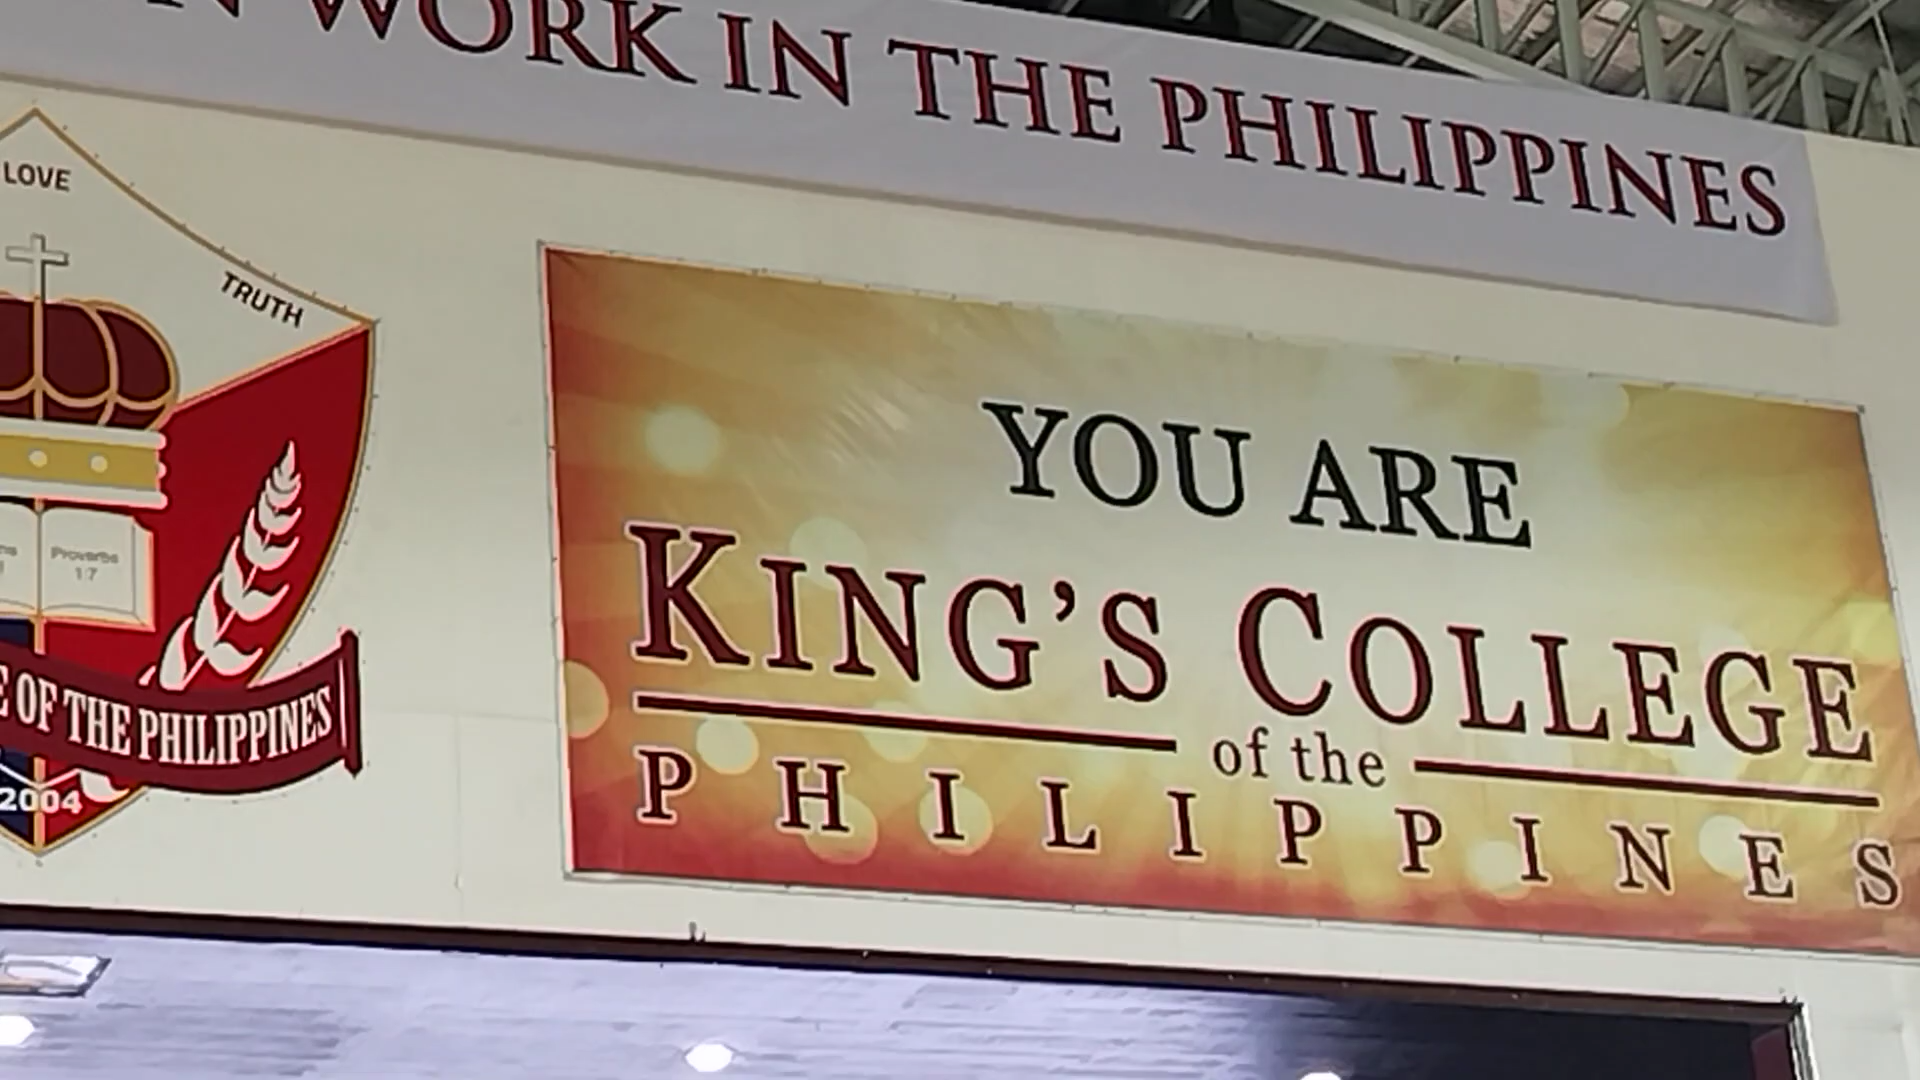 WORK IN THE PHILIPPINES
LOVE
TRUTH
Proverbs
1:7
OF THE PHILIPPINES
2004
YOU ARE
KING'S COLLEGE
of the
PHILIPPINES